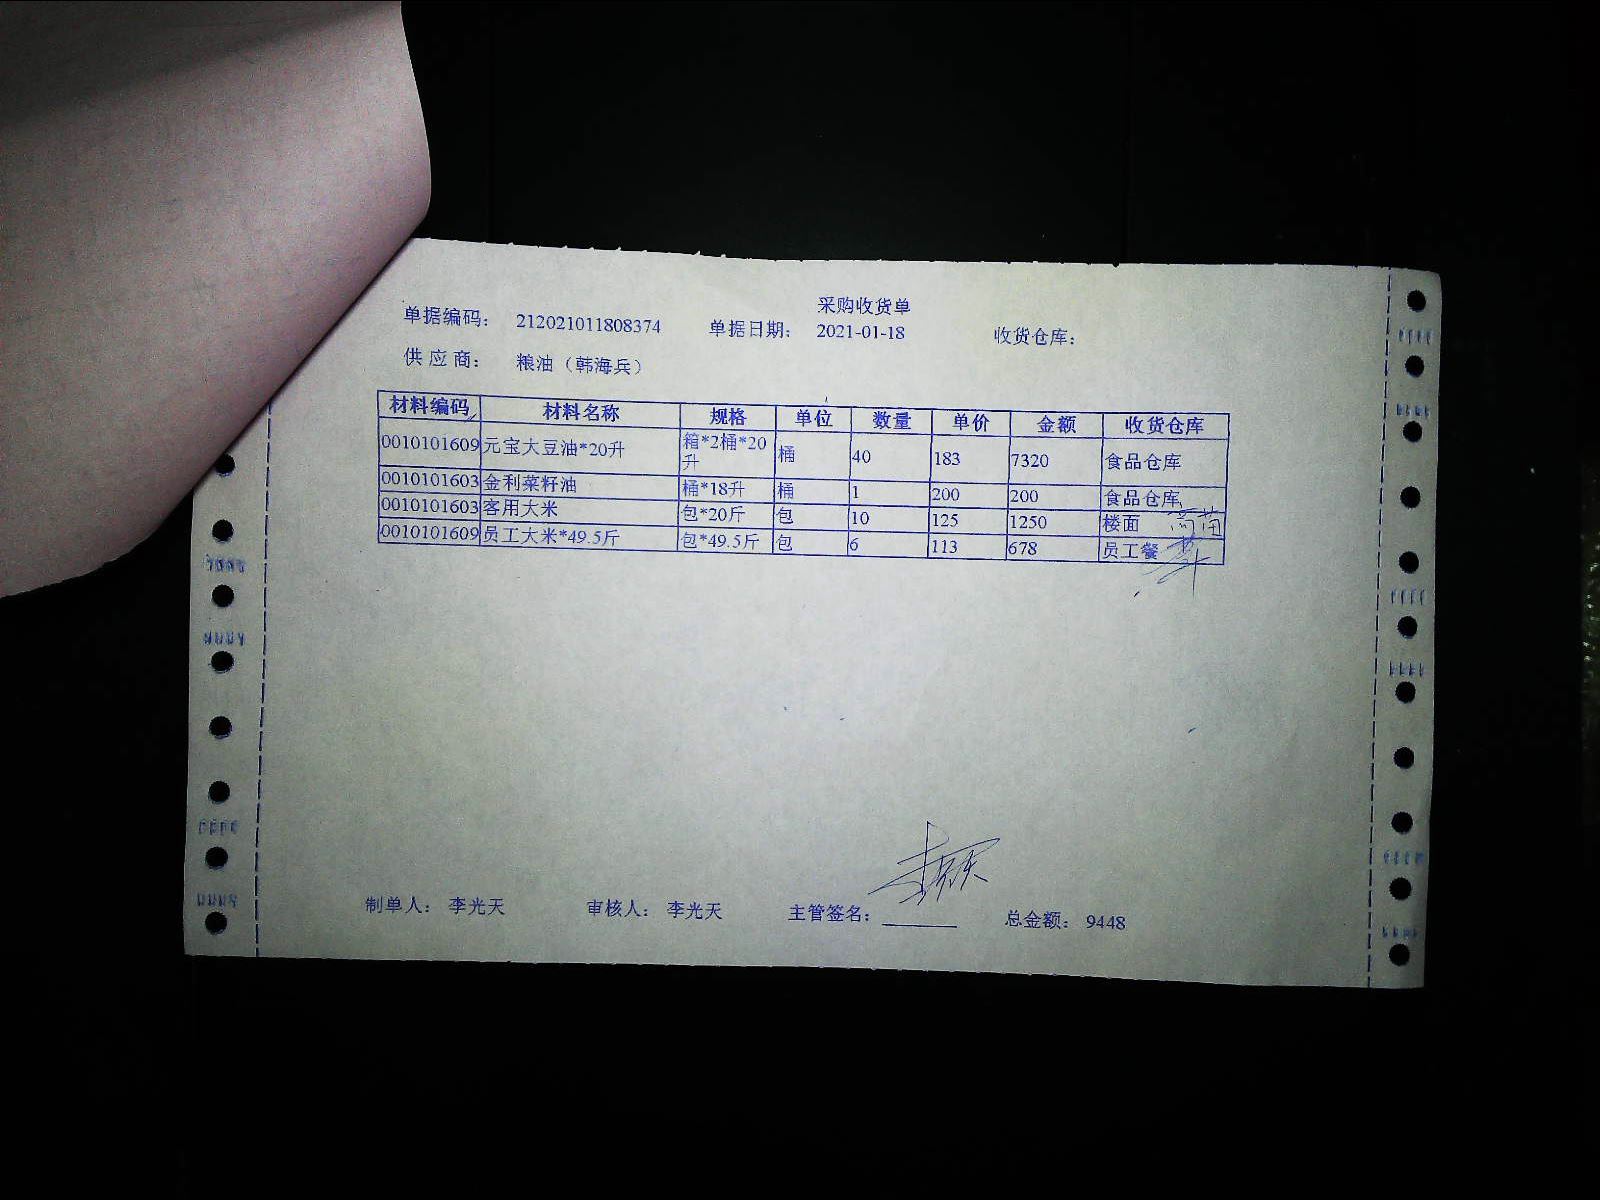 采购收货单
单据编码： 212021011808374 单据日期： 2021-01-18 收货仓库：
供 应 商： 粮油（韩海兵）
材料编码 材料名称 规格 单位 数量 单价 金额 收货仓库
0010101609 元宝大豆油*20升 箱*2桶*20升 桶 40 183 7320 食品仓库
0010101603 金利菜籽油 桶*18升 桶 1 200 200 食品仓库
0010101603 客用大米 包*20斤 包 10 125 1250 楼面
0010101609 员工大米*49.5斤 包*49.5斤 包 6 113 678 员工餐
制单人： 李光天 审核人： 李光天 主管签名： 总金额： 9448